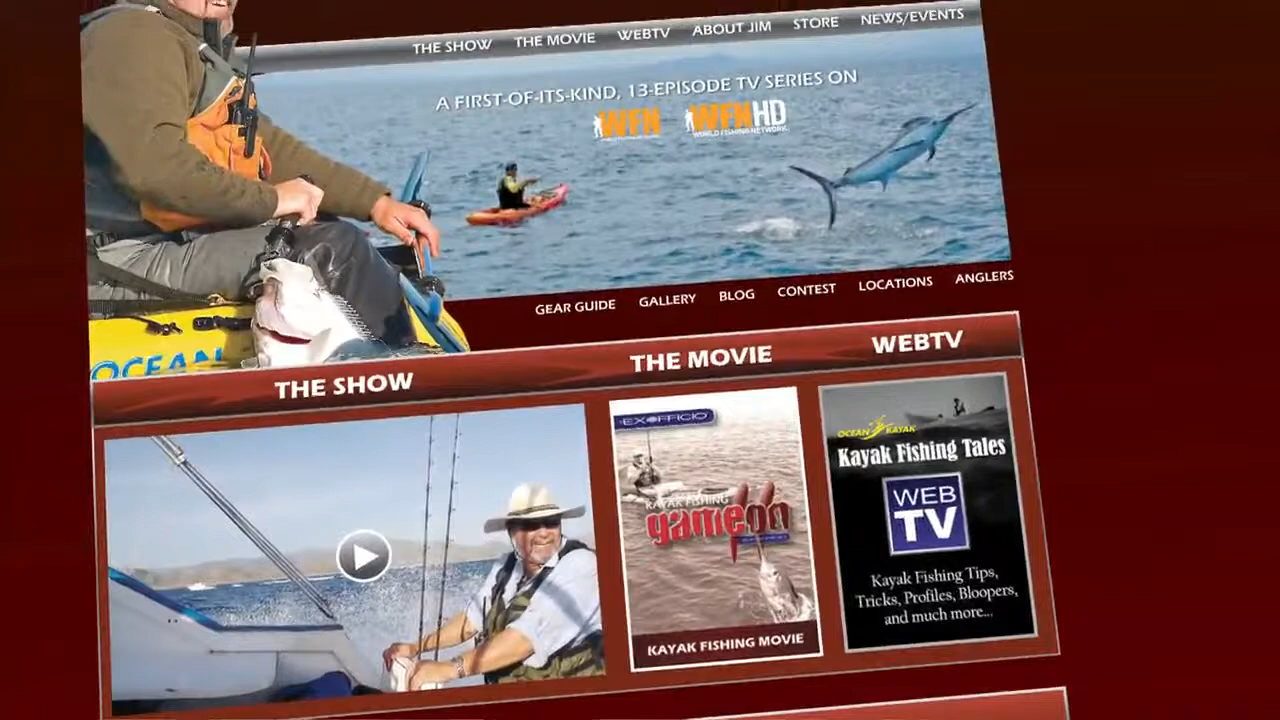 THE SHOW THE MOVIE WEBTV ABOUT JIM STORE NEWS/EVENTS
A FIRST-OF-ITS-KIND, 13-EPISODE TV SERIES ON
WFN WFNHD
WORLD FISHING NETWORK
GEAR GUIDE GALLERY BLOG CONTEST LOCATIONS ANGLERS
OCEAN
THE SHOW THE MOVIE WEBTV
EXOFFICIO
KAYAK FISHING
gameon
KAYAK FISHING MOVIE
OCEAN KAYAK
Kayak Fishing Tales
WEB
TV
Kayak Fishing Tips,
Tricks, Profiles, Bloopers,
and much more...